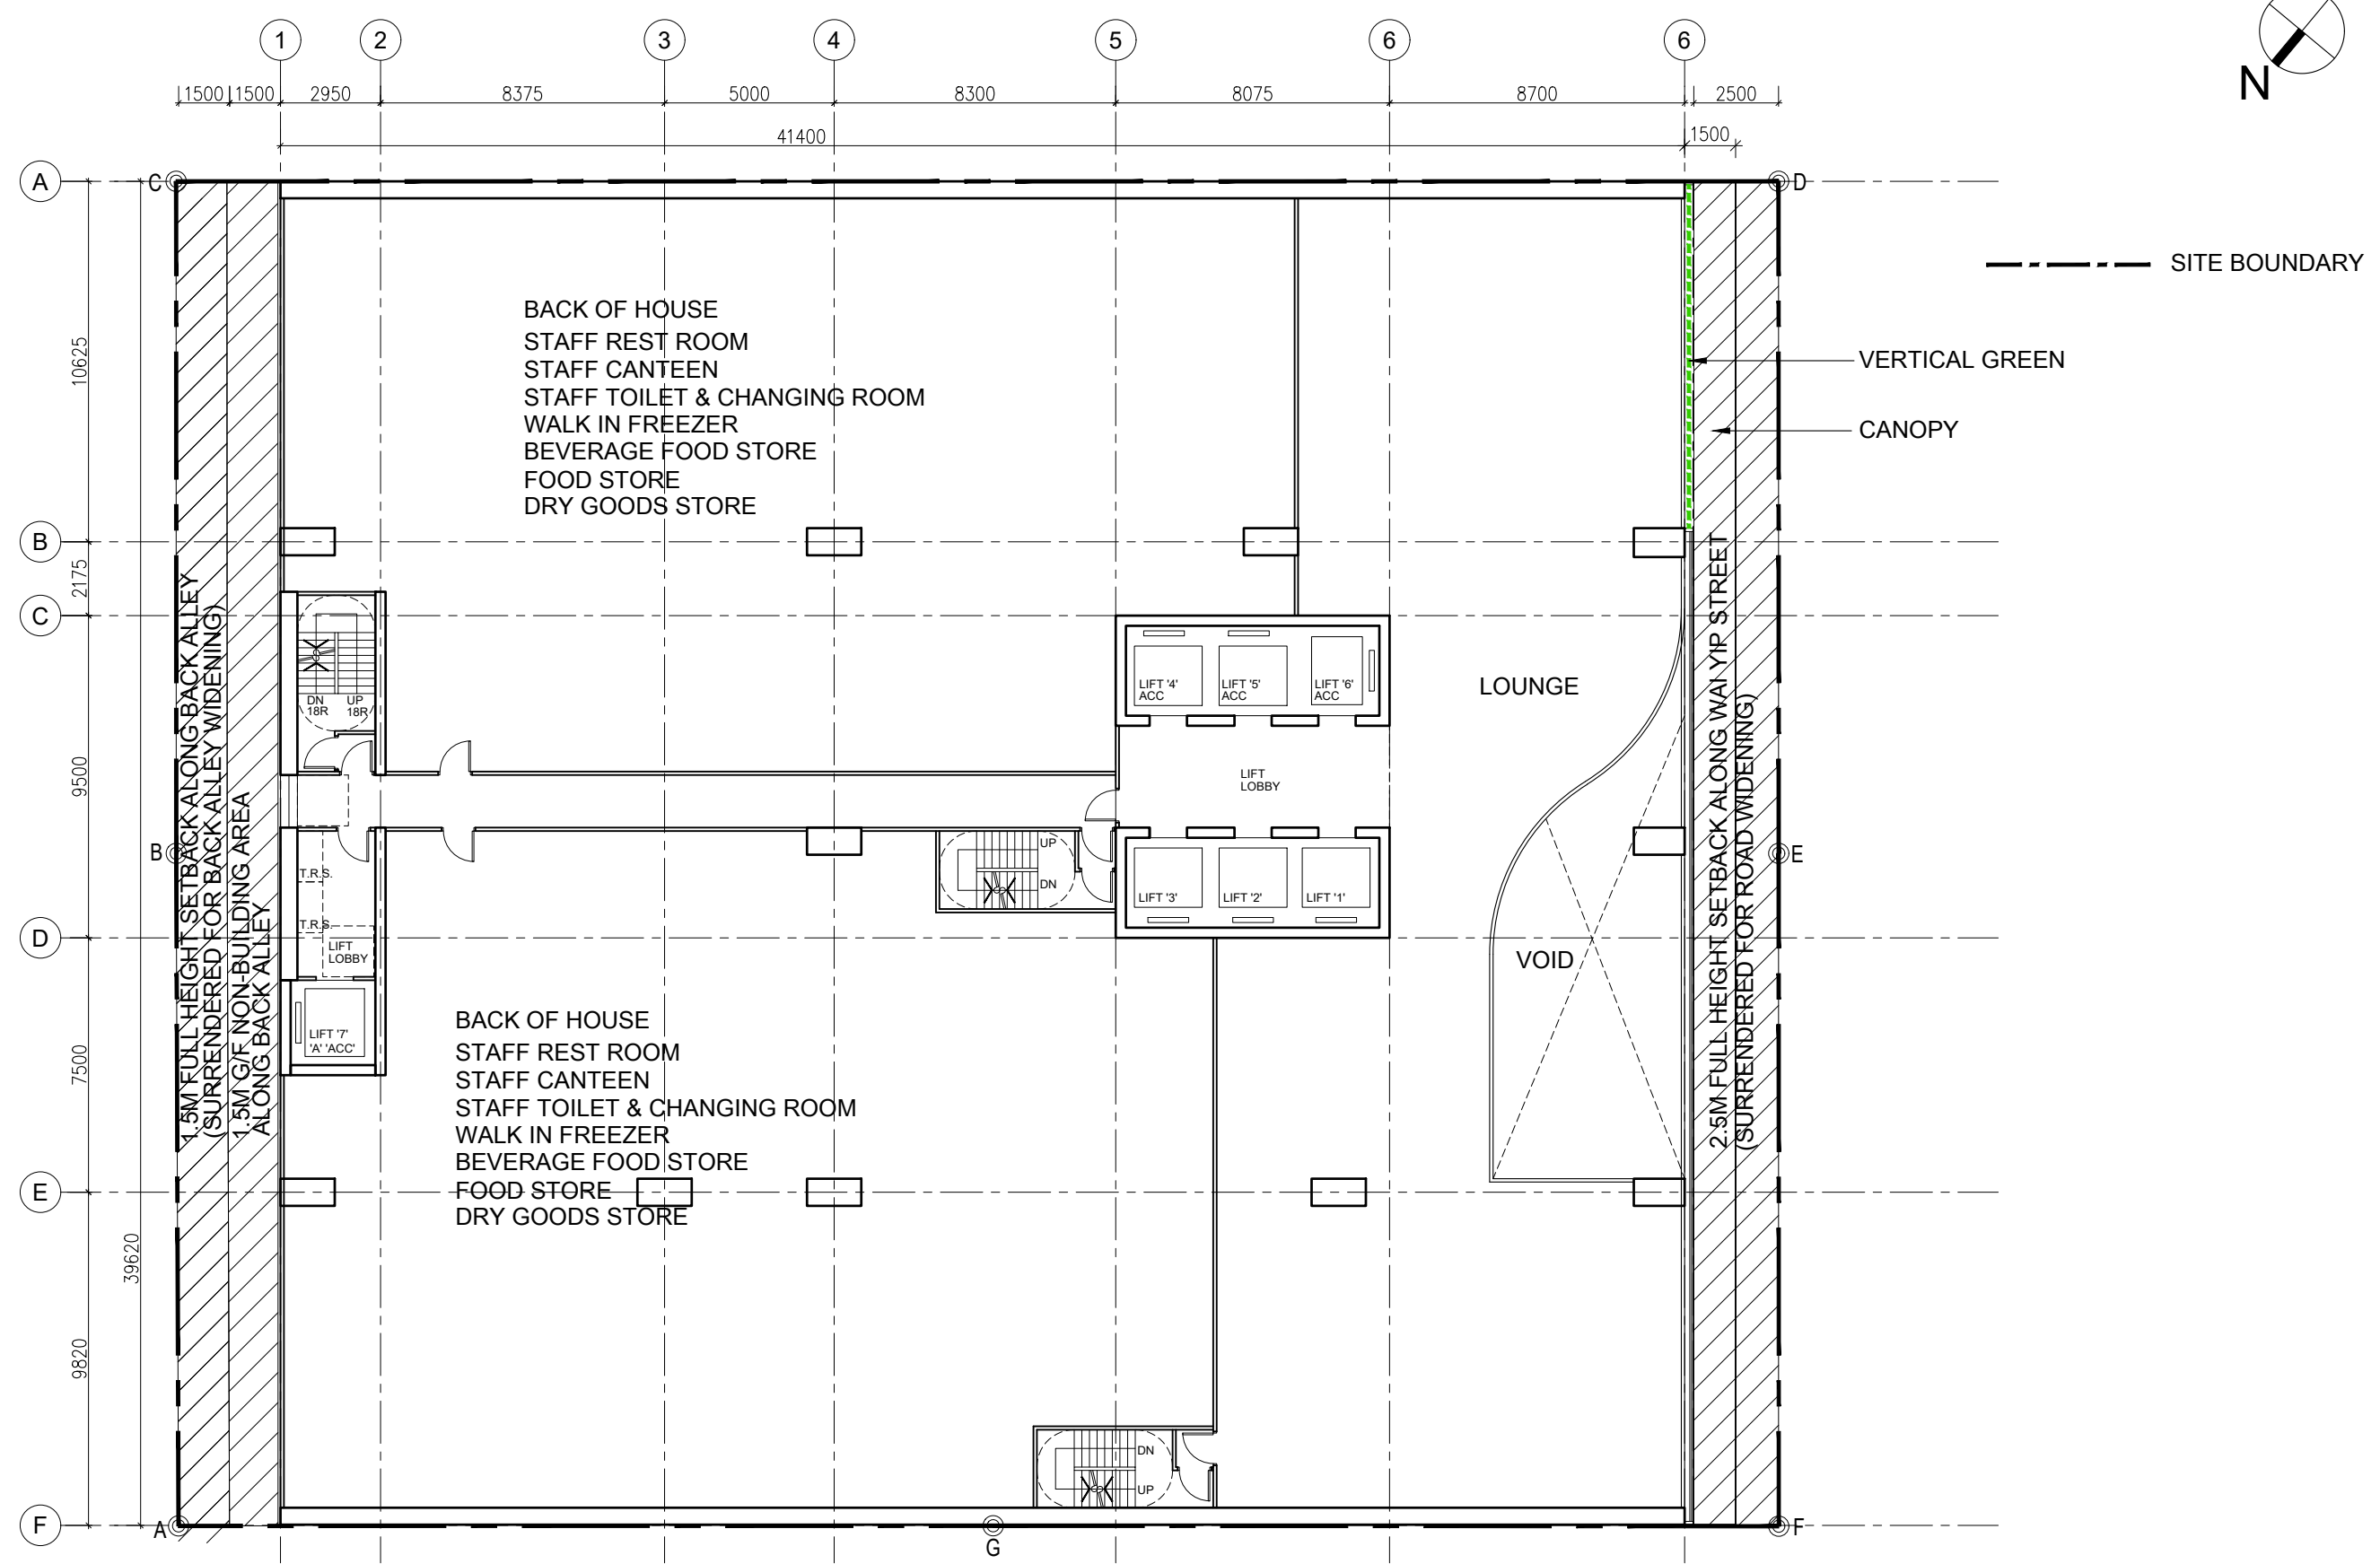 1
2
3
4
5
6
6
N
1500
1500
2950
8375
5000
8300
8075
8700
2500
41400
1500
A
C
D
SITE BOUNDARY
BACK OF HOUSE
STAFF REST ROOM
STAFF CANTEEN
STAFF TOILET & CHANGING ROOM
WALK IN FREEZER
BEVERAGE FOOD STORE
FOOD STORE
DRY GOODS STORE
VERTICAL GREEN
CANOPY
10625
B
2175
C
9500
DN
18R
UP
18R
LIFT '4'
ACC
LIFT '5'
ACC
LIFT '6'
ACC
LOUNGE
LIFT
LOBBY
B
E
UP
DN
LIFT '3'
LIFT '2'
LIFT '1'
T.R.S.
T.R.S.
LIFT
LOBBY
D
VOID
LIFT '7'
'A' 'ACC'
1.5M FULL HEIGHT SETBACK ALONG BACK ALLEY
(SURRENDERED FOR BACK ALLEY WIDENING)
1.5M G/F NON-BUILDING AREA
ALONG BACK ALLEY
2.5M FULL HEIGHT SETBACK ALONG WAI YIP STREET
(SURRENDERED FOR ROAD WIDENING)
7500
BACK OF HOUSE
STAFF REST ROOM
STAFF CANTEEN
STAFF TOILET & CHANGING ROOM
WALK IN FREEZER
BEVERAGE FOOD STORE
FOOD STORE
DRY GOODS STORE
E
39620
9820
DN
UP
F
A
G
F